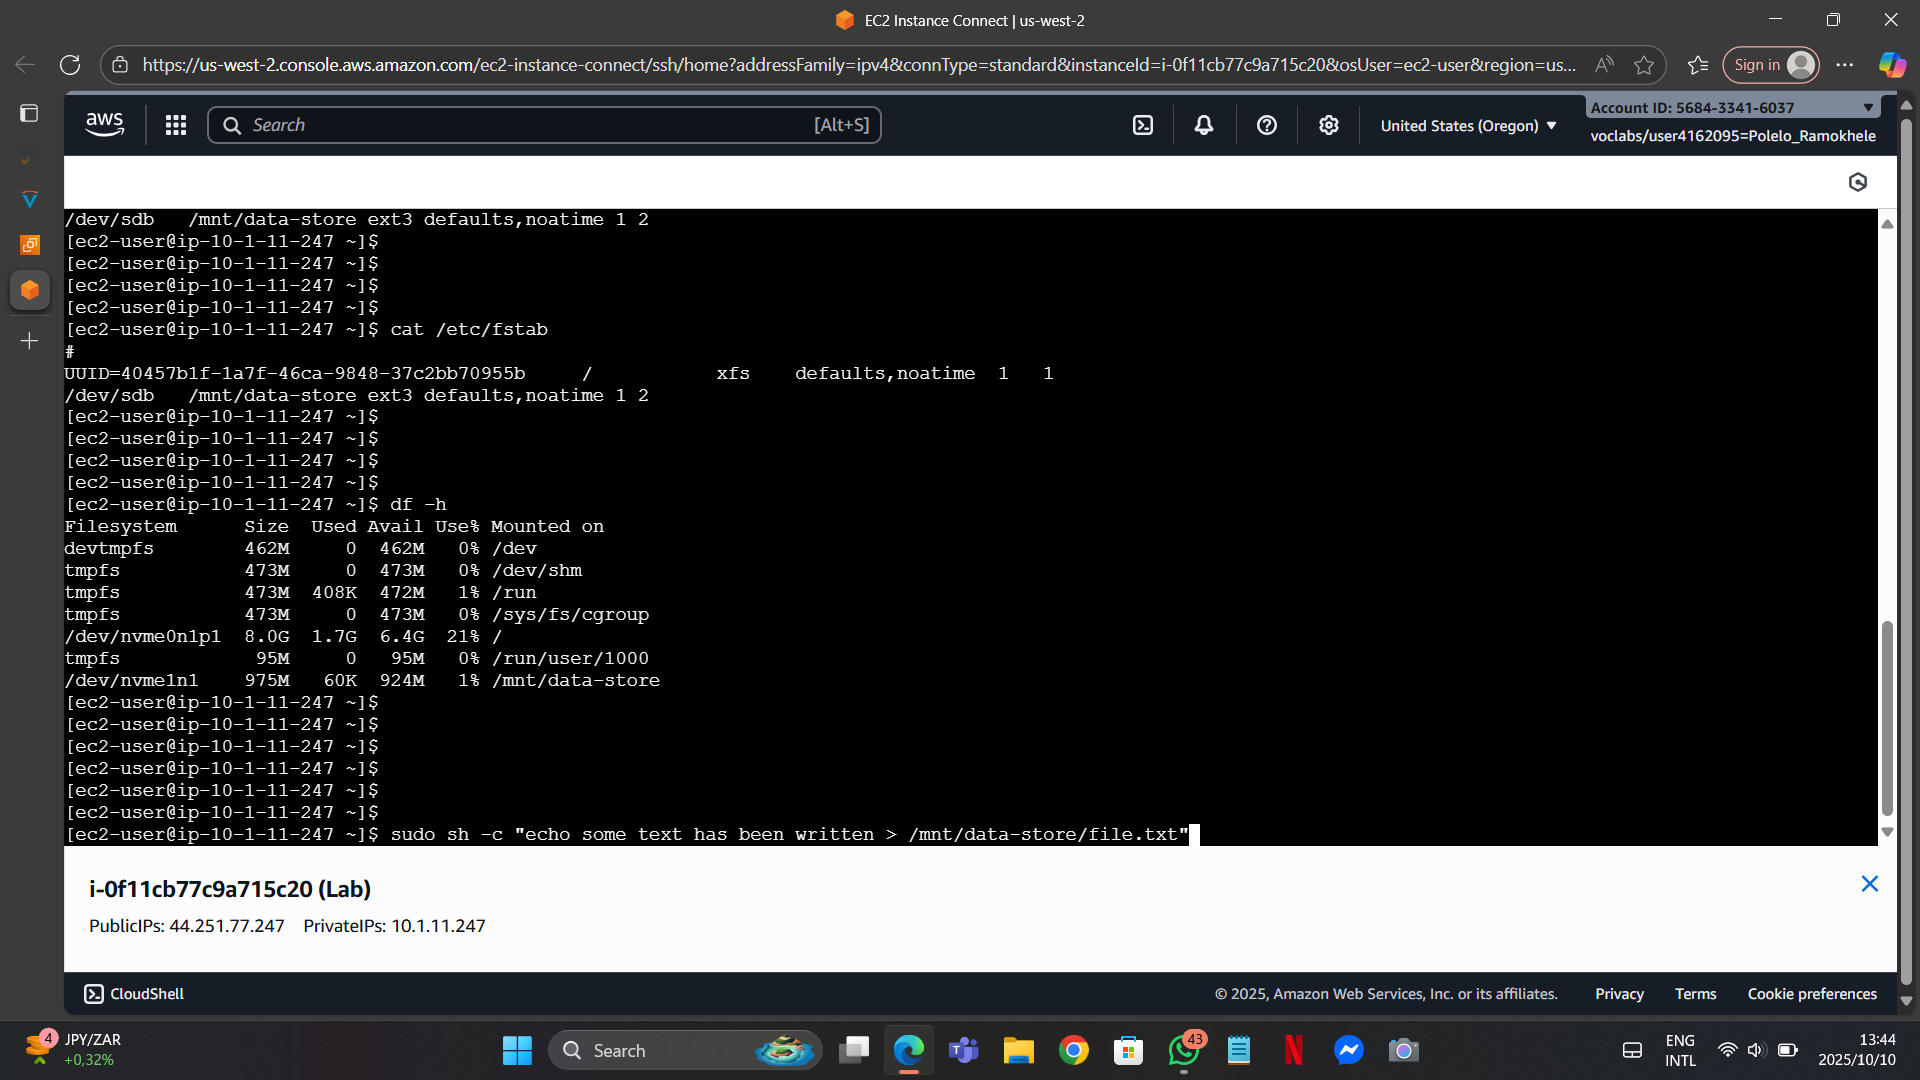 EC2 Instance Connect | us-west-2
https://us-west-2.console.aws.amazon.com/ec2-instance-connect/ssh/home?addressFamily=ipv4&connType=standard&instanceId=i-0f11cb77c9a715c20&osUser=ec2-user&region=us...
Sign in
aws
Search [Alt+S]
United States (Oregon)
Account ID: 5684-3341-6037
voclabs/user4162095=Polelo_Ramokhele
/dev/sdb   /mnt/data-store ext3 defaults,noatime 1 2
[ec2-user@ip-10-1-11-247 ~]$
[ec2-user@ip-10-1-11-247 ~]$
[ec2-user@ip-10-1-11-247 ~]$
[ec2-user@ip-10-1-11-247 ~]$
[ec2-user@ip-10-1-11-247 ~]$ cat /etc/fstab
#
UUID=40457b1f-1a7f-46ca-9848-37c2bb70955b     /           xfs    defaults,noatime  1   1
/dev/sdb   /mnt/data-store ext3 defaults,noatime 1 2
[ec2-user@ip-10-1-11-247 ~]$
[ec2-user@ip-10-1-11-247 ~]$
[ec2-user@ip-10-1-11-247 ~]$
[ec2-user@ip-10-1-11-247 ~]$
[ec2-user@ip-10-1-11-247 ~]$ df -h
Filesystem      Size  Used Avail Use% Mounted on
devtmpfs        462M     0  462M   0% /dev
tmpfs           473M     0  473M   0% /dev/shm
tmpfs           473M  408K  472M   1% /run
tmpfs           473M     0  473M   0% /sys/fs/cgroup
/dev/nvme0n1p1  8.0G  1.7G  6.4G  21% /
tmpfs            95M     0   95M   0% /run/user/1000
/dev/nvme1n1    975M   60K  924M   1% /mnt/data-store
[ec2-user@ip-10-1-11-247 ~]$
[ec2-user@ip-10-1-11-247 ~]$
[ec2-user@ip-10-1-11-247 ~]$
[ec2-user@ip-10-1-11-247 ~]$
[ec2-user@ip-10-1-11-247 ~]$
[ec2-user@ip-10-1-11-247 ~]$
[ec2-user@ip-10-1-11-247 ~]$ sudo sh -c "echo some text has been written > /mnt/data-store/file.txt"
i-0f11cb77c9a715c20 (Lab)
PublicIPs: 44.251.77.247 PrivateIPs: 10.1.11.247
CloudShell
© 2025, Amazon Web Services, Inc. or its affiliates. Privacy Terms Cookie preferences
4
JPY/ZAR
+0,32%
Search
43
ENG
INTL
13:44
2025/10/10